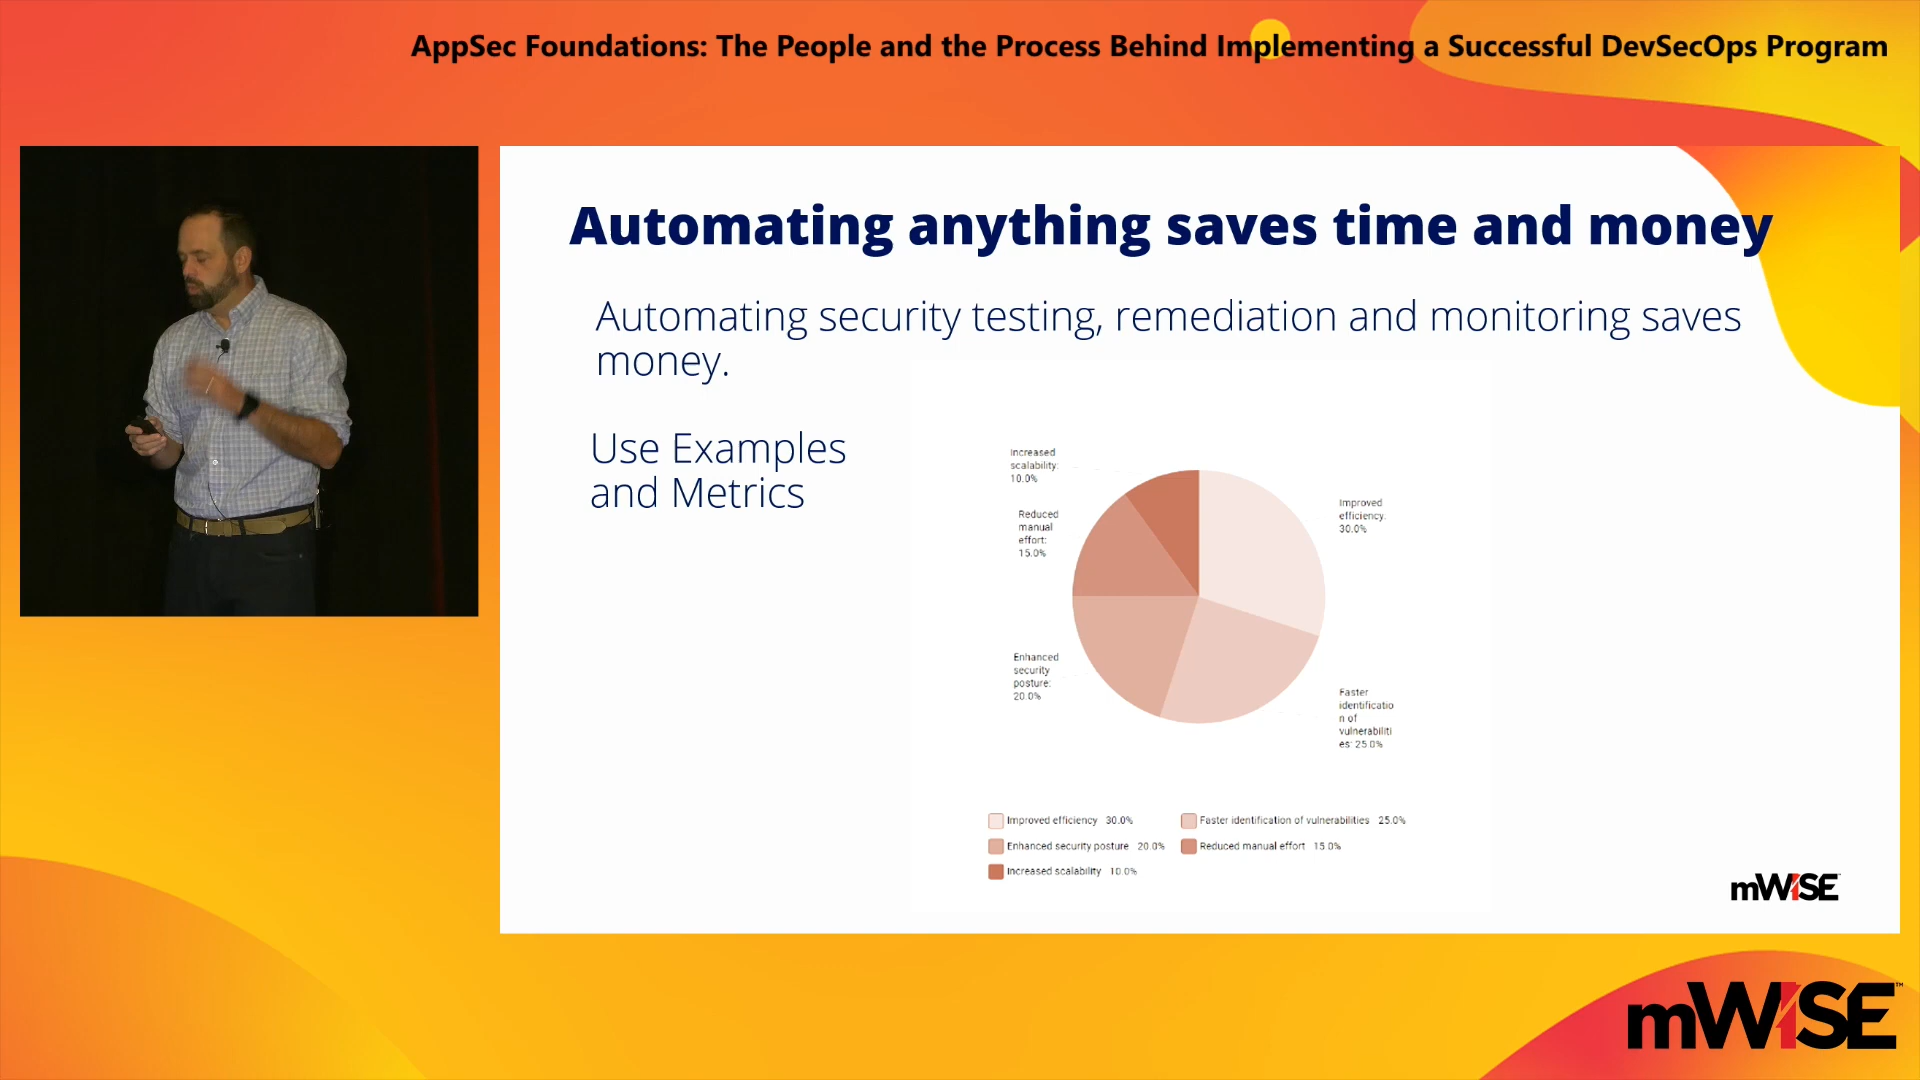 AppSec Foundations: The People and the Process Behind Implementing a Successful DevSecOps Program
Automating anything saves time and money
Automating security testing, remediation and monitoring saves
money.
Use Examples
and Metrics
Increased
scalability:
10.0%
Improved
efficiency:
30.0%
Reduced
manual
effort:
15.0%
Enhanced
security
posture:
20.0%
Faster
identificatio
n of
vulnerabiliti
es: 25.0%
Improved efficiency 30.0%
Faster identification of vulnerabilities 25.0%
Enhanced security posture 20.0%
Reduced manual effort 15.0%
Increased scalability 10.0%
mWISE
mWISE™